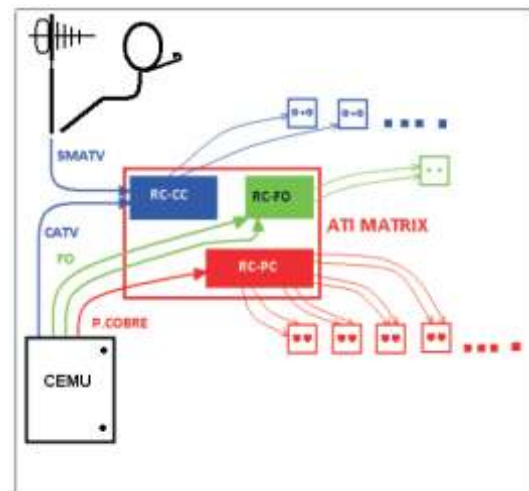 SMATV
RC-CC
RC-FO
CATV
ATI MATRIX
FO
RC-PC
P.COBRE
CEMU